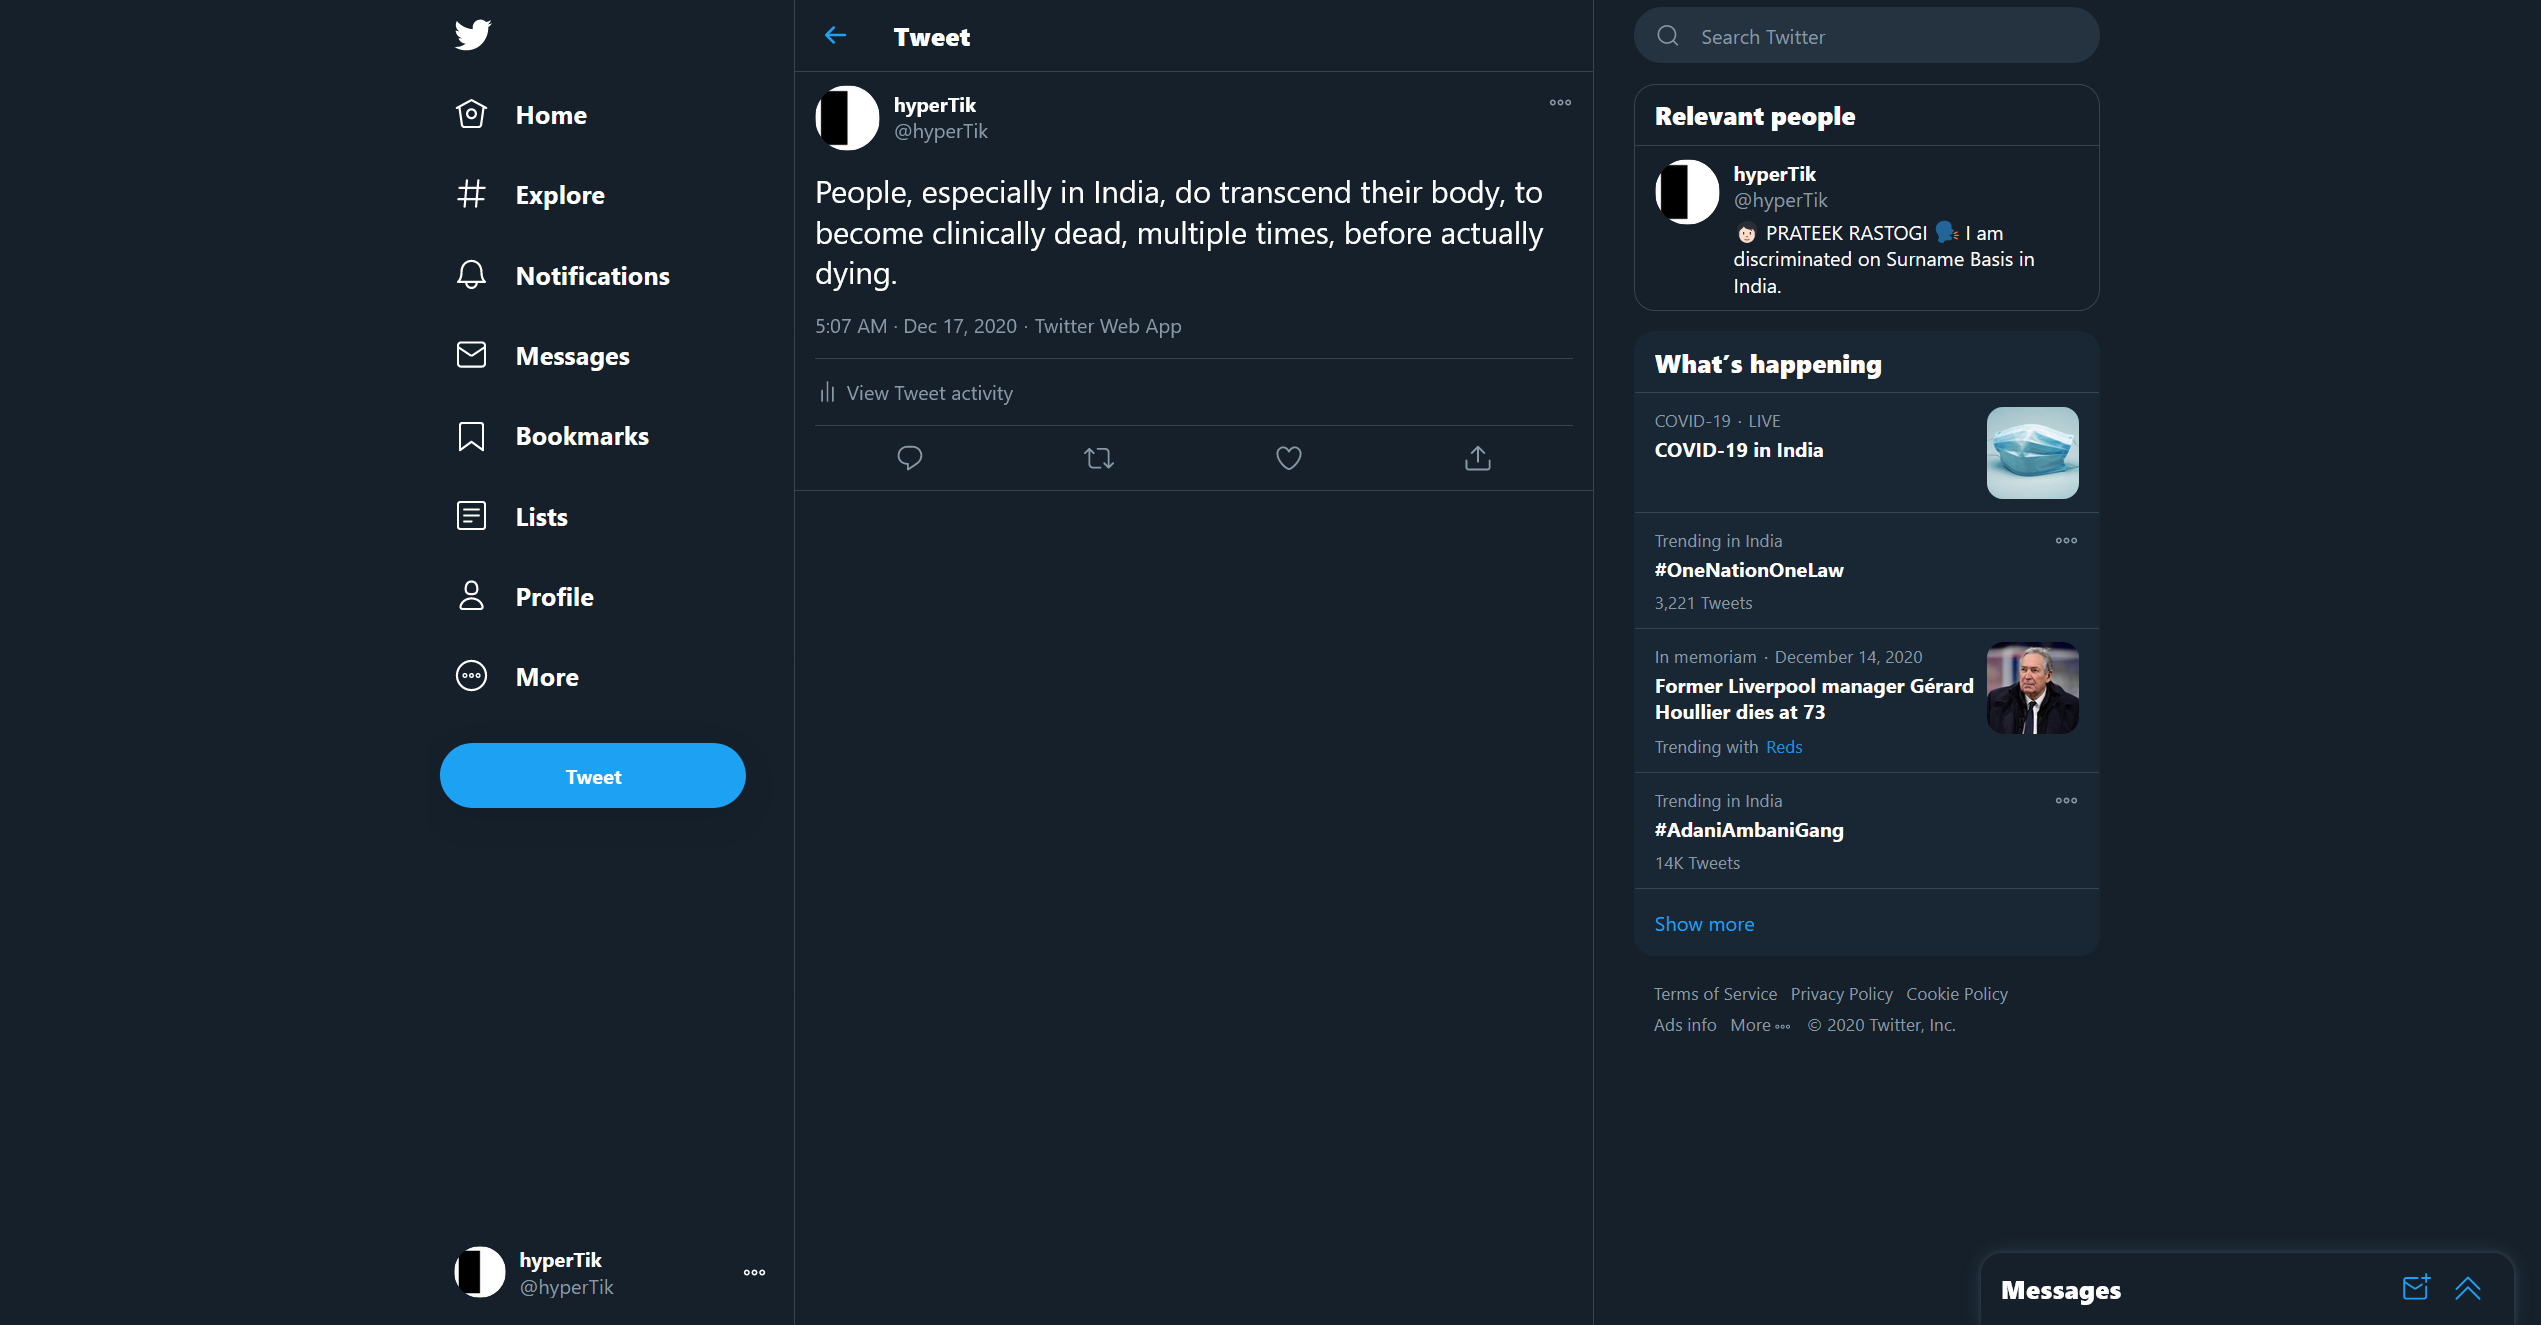 Home
Explore
Notifications
Messages
Bookmarks
Lists
Profile
More
Tweet
hyperTik
@hyperTik
Tweet
hyperTik
@hyperTik
People, especially in India, do transcend their body, to
become clinically dead, multiple times, before actually
dying.
5:07 AM · Dec 17, 2020 · Twitter Web App
View Tweet activity
Search Twitter
Relevant people
hyperTik
@hyperTik
PRATEEK RASTOGI I am
discriminated on Surname Basis in
India.
What's happening
COVID-19 · LIVE
COVID-19 in India
Trending in India
#OneNationOneLaw
3,221 Tweets
In memoriam · December 14, 2020
Former Liverpool manager Gérard
Houllier dies at 73
Trending with Reds
Trending in India
#AdaniAmbaniGang
14K Tweets
Show more
Terms of Service Privacy Policy Cookie Policy
Ads info More © 2020 Twitter, Inc.
Messages